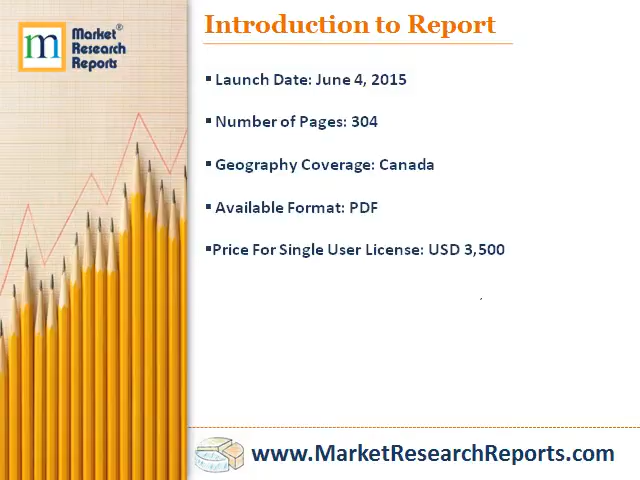 m
Market®
Research
Reports
Introduction to Report
▪ Launch Date: June 4, 2015
▪ Number of Pages: 304
▪ Geography Coverage: Canada
▪ Available Format: PDF
▪Price For Single User License: USD 3,500
www.MarketResearchReports.com